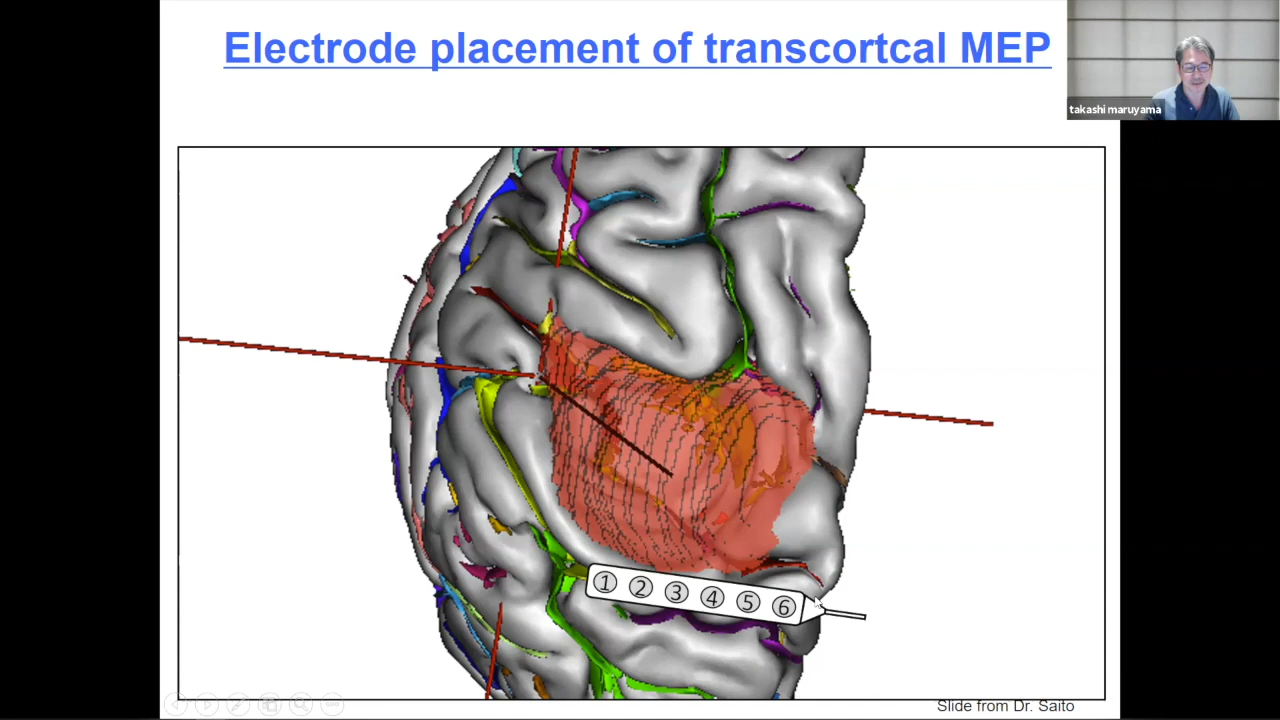 Electrode placement of transcortcal MEP
takashi maruyama
1 2 3 4 5 6
Slide from Dr. Saito